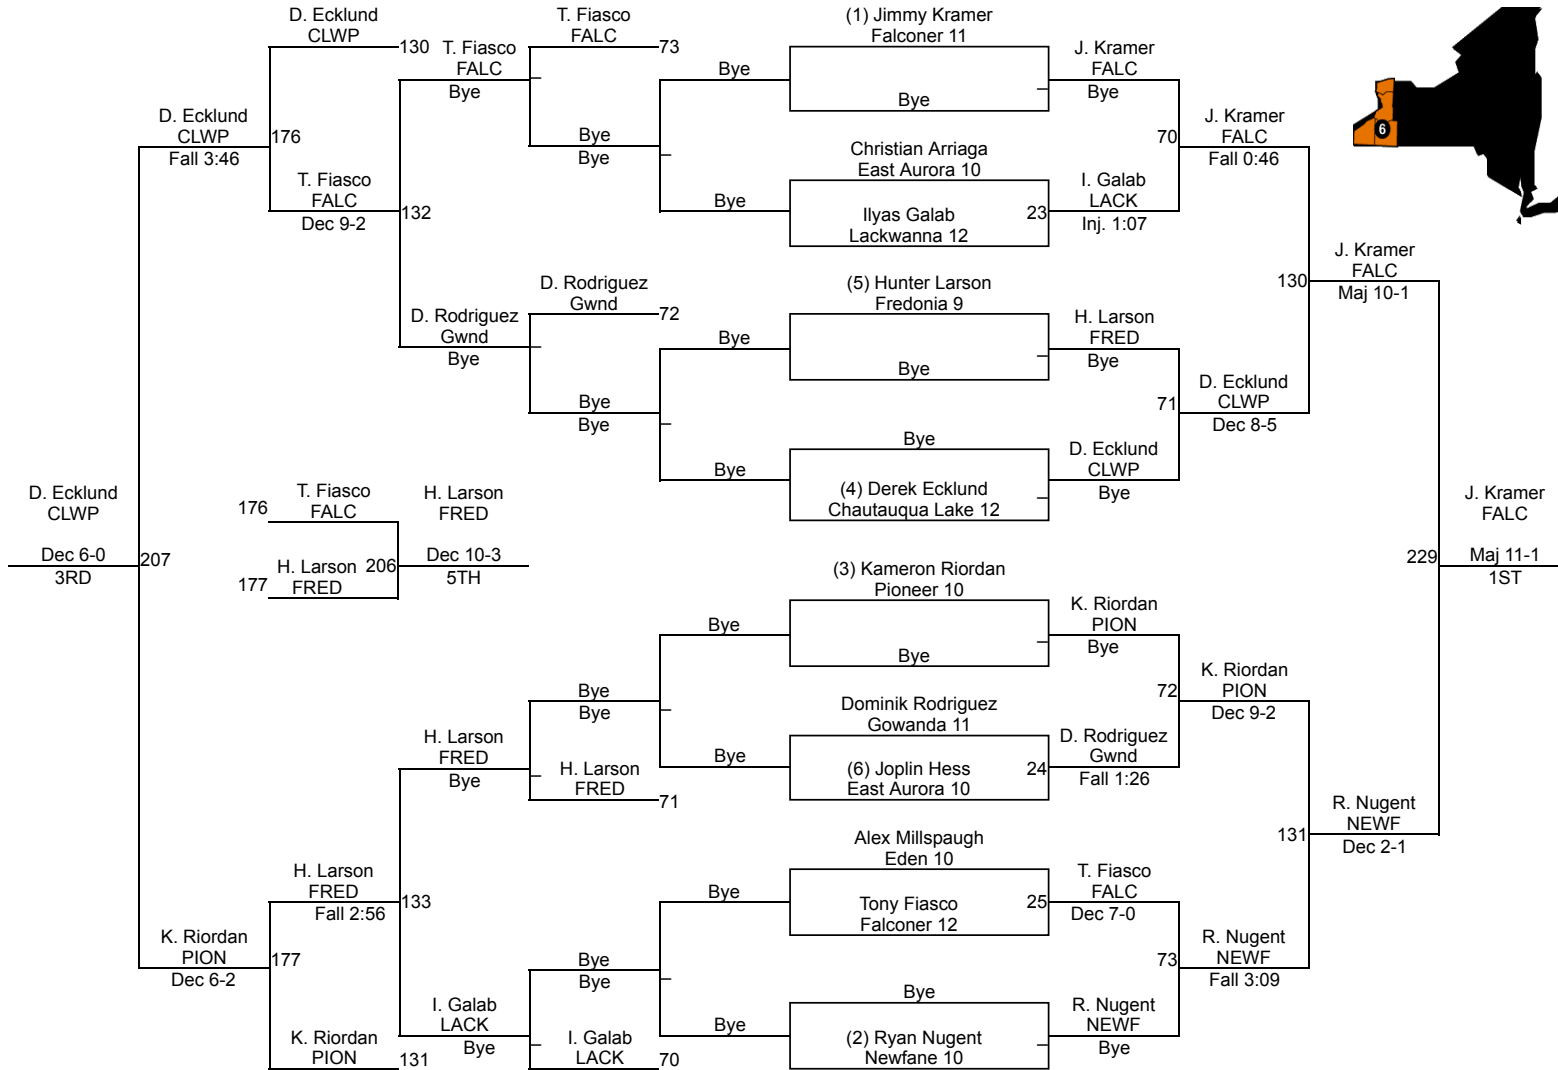 D. Ecklund
CLWP
130
T. Fiasco
FALC
Bye
T. Fiasco
FALC
73
Bye
(1) Jimmy Kramer
Falconer 11
Bye
J. Kramer
FALC
Bye
6
D. Ecklund
CLWP
Fall 3:46
176
T. Fiasco
FALC
Dec 9-2
132
Bye
Bye
Bye
Christian Arriaga
East Aurora 10
Ilyas Galab
Lackwanna 12
23
I. Galab
LACK
Inj. 1:07
70
J. Kramer
FALC
Fall 0:46
D. Rodriguez
Gwnd
Bye
D. Rodriguez
Gwnd
72
Bye
(5) Hunter Larson
Fredonia 9
Bye
H. Larson
FRED
Bye
130
J. Kramer
FALC
Maj 10-1
Bye
Bye
Bye
Bye
(4) Derek Ecklund
Chautauqua Lake 12
D. Ecklund
CLWP
Bye
71
D. Ecklund
CLWP
Dec 8-5
D. Ecklund
CLWP
Dec 6-0
3RD
207
176
T. Fiasco
FALC
177
H. Larson
FRED
206
H. Larson
FRED
Dec 10-3
5TH
229
J. Kramer
FALC
Maj 11-1
1ST
Bye
(3) Kameron Riordan
Pioneer 10
Bye
K. Riordan
PION
Bye
H. Larson
FRED
Bye
Bye
Bye
H. Larson
FRED
71
Bye
Dominik Rodriguez
Gowanda 11
(6) Joplin Hess
East Aurora 10
24
D. Rodriguez
Gwnd
Fall 1:26
72
K. Riordan
PION
Dec 9-2
131
R. Nugent
NEWF
Dec 2-1
H. Larson
FRED
Fall 2:56
133
Bye
Alex Millspaugh
Eden 10
Tony Fiasco
Falconer 12
25
T. Fiasco
FALC
Dec 7-0
K. Riordan
PION
Dec 6-2
177
Bye
Bye
73
R. Nugent
NEWF
Fall 3:09
K. Riordan
PION
131
I. Galab
LACK
Bye
I. Galab
LACK
70
Bye
Bye
(2) Ryan Nugent
Newfane 10
R. Nugent
NEWF
Bye